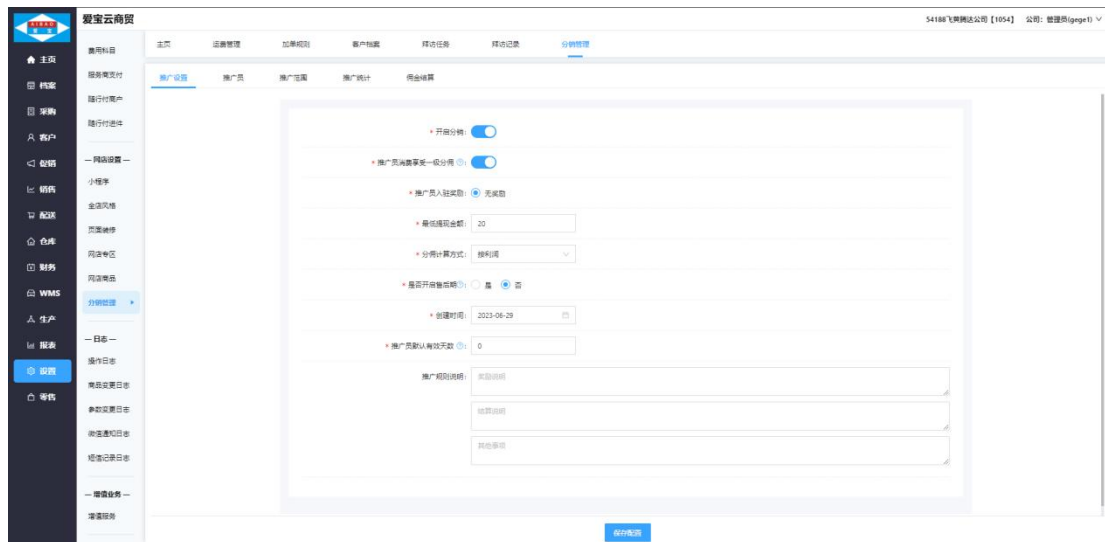 AIBAO
爱宝
爱宝云商贸
54188飞黄腾达公司【1054】 公司：管理员(gege1)
主页
档案
采购
客户
促销
销售
配送
仓库
财务
WMS
生产
报表
设置
零售
费用科目
服务商支付
随行付商户
随行付进件
— 网店设置 —
小程序
全店风格
页面装修
网店专区
网店商品
分销管理
— 日志 —
操作日志
商品变更日志
参数变更日志
微信通知日志
短信记录日志
— 增值业务 —
增值服务
主页 运费管理 加单规则 客户档案 拜访任务 拜访记录 分销管理
推广设置 推广员 推广范围 推广统计 佣金结算
* 开启分销：
* 推广员消费享受一级分佣 ?：
* 推广员入驻奖励： 无奖励
* 最低提现金额： 20
* 分佣计算方式： 按利润
* 是否开启售后期?： 是 否
* 创建时间： 2023-06-29
* 推广员默认有效天数 ?： 0
推广规则说明： 奖励说明
结算说明
其他事项
保存配置